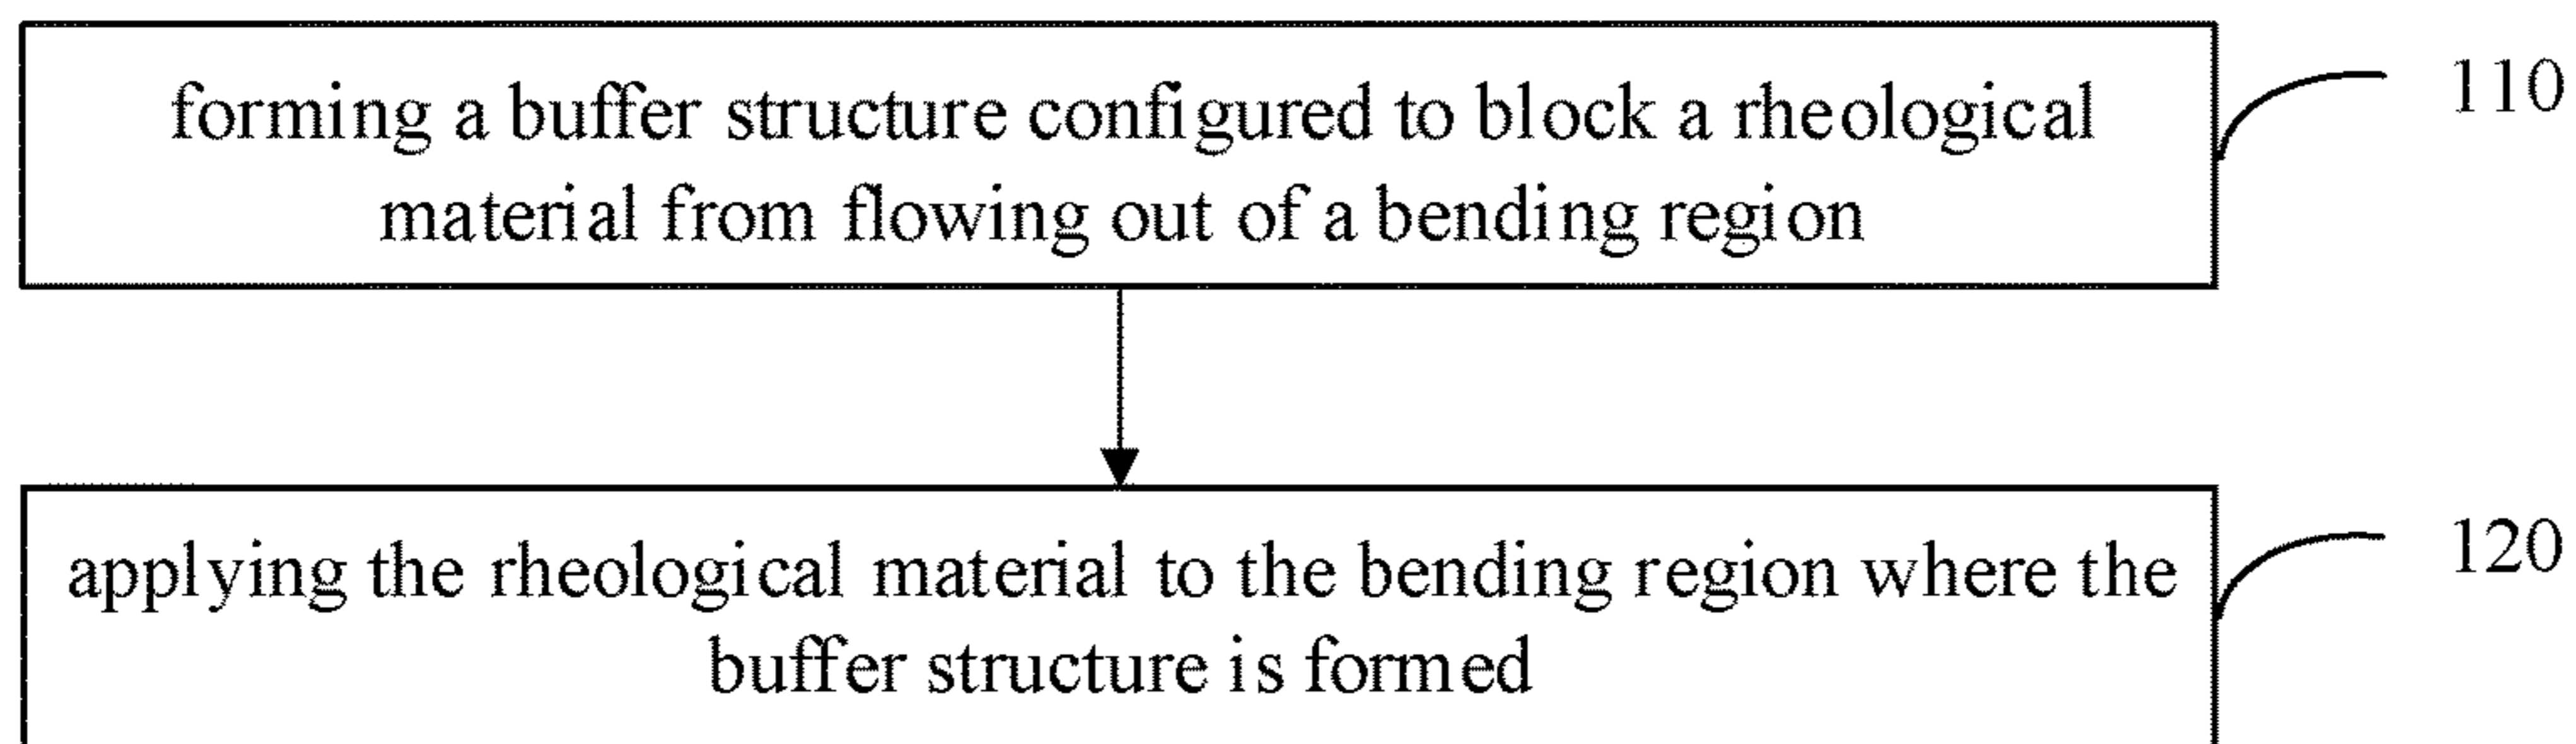 forming a buffer structure configured to block a rheological
material from flowing out of a bending region
110
applying the rheological material to the bending region where the
buffer structure is formed
120